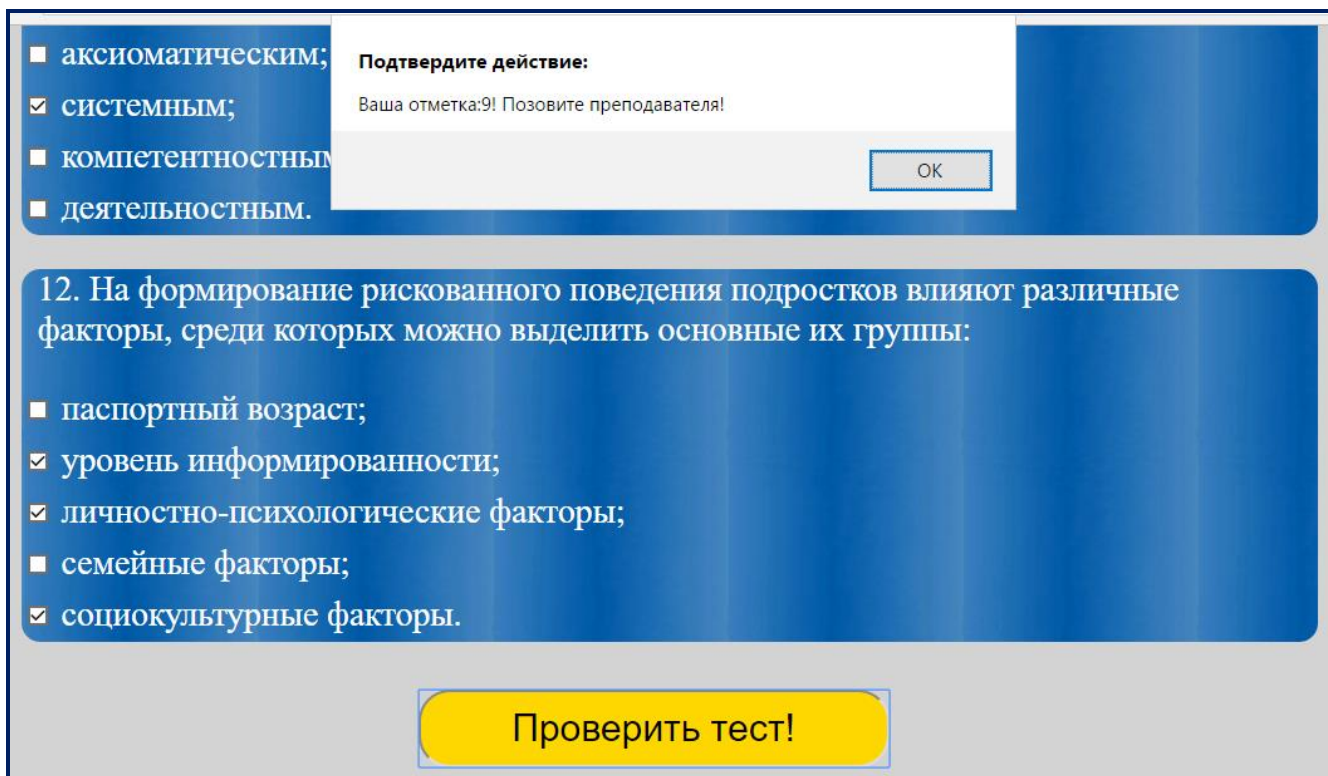 аксиоматическим;
Подтвердите действие:
системным;
Ваша отметка:9! Позовите преподавателя!
компетентностным
OK
деятельностным.
12. На формирование рискованного поведения подростков влияют различные
факторы, среди которых можно выделить основные их группы:
паспортный возраст;
уровень информированности;
личностно-психологические факторы;
семейные факторы;
социокультурные факторы.
Проверить тест!